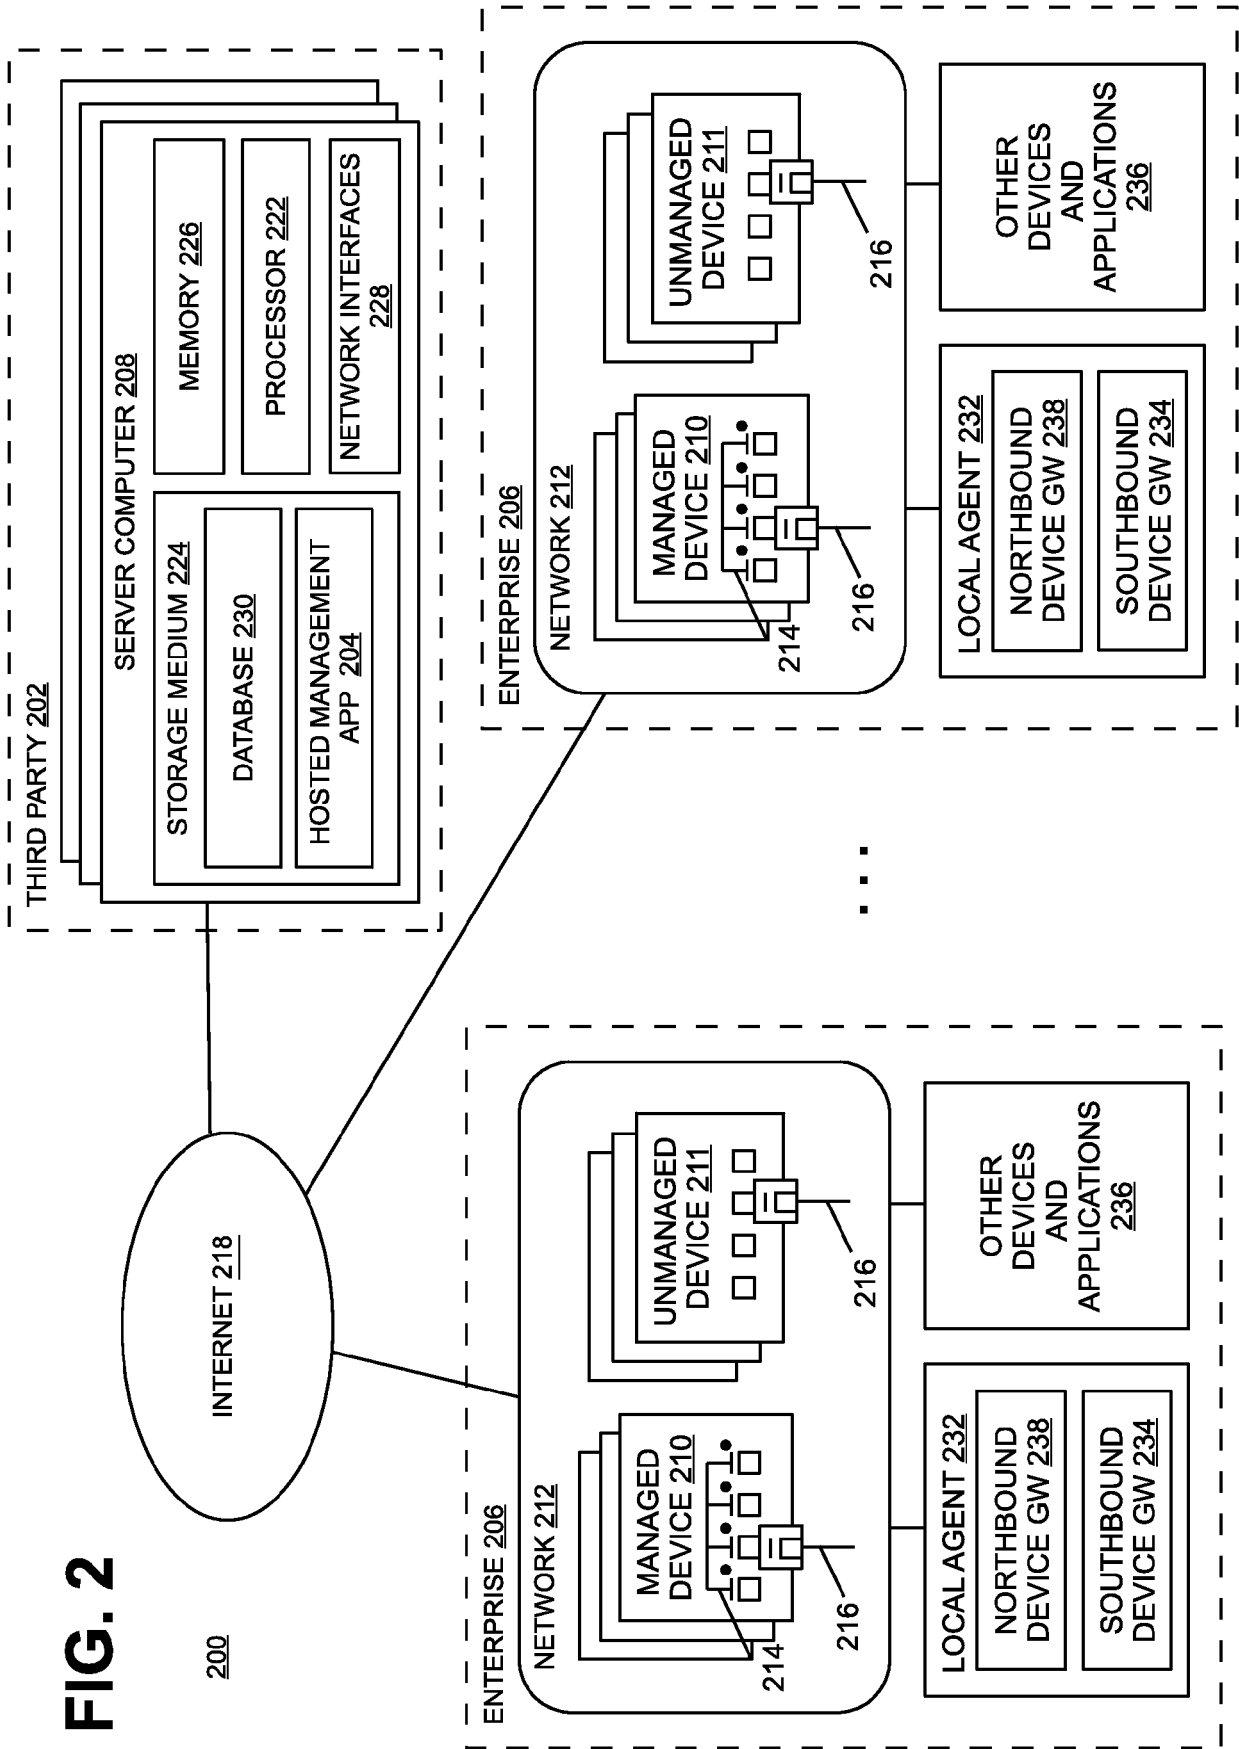 FIG. 2
200
INTERNET 218
THIRD PARTY 202
SERVER COMPUTER 208
STORAGE MEDIUM 224
DATABASE 230
HOSTED MANAGEMENT
APP 204
MEMORY 226
PROCESSOR 222
NETWORK INTERFACES
228
ENTERPRISE 206
NETWORK 212
MANAGED
DEVICE 210
214
216
UNMANAGED
DEVICE 211
216
LOCAL AGENT 232
NORTHBOUND
DEVICE GW 238
SOUTHBOUND
DEVICE GW 234
OTHER
DEVICES
AND
APPLICATIONS
236
. . .
ENTERPRISE 206
NETWORK 212
MANAGED
DEVICE 210
214
216
UNMANAGED
DEVICE 211
216
LOCAL AGENT 232
NORTHBOUND
DEVICE GW 238
SOUTHBOUND
DEVICE GW 234
OTHER
DEVICES
AND
APPLICATIONS
236